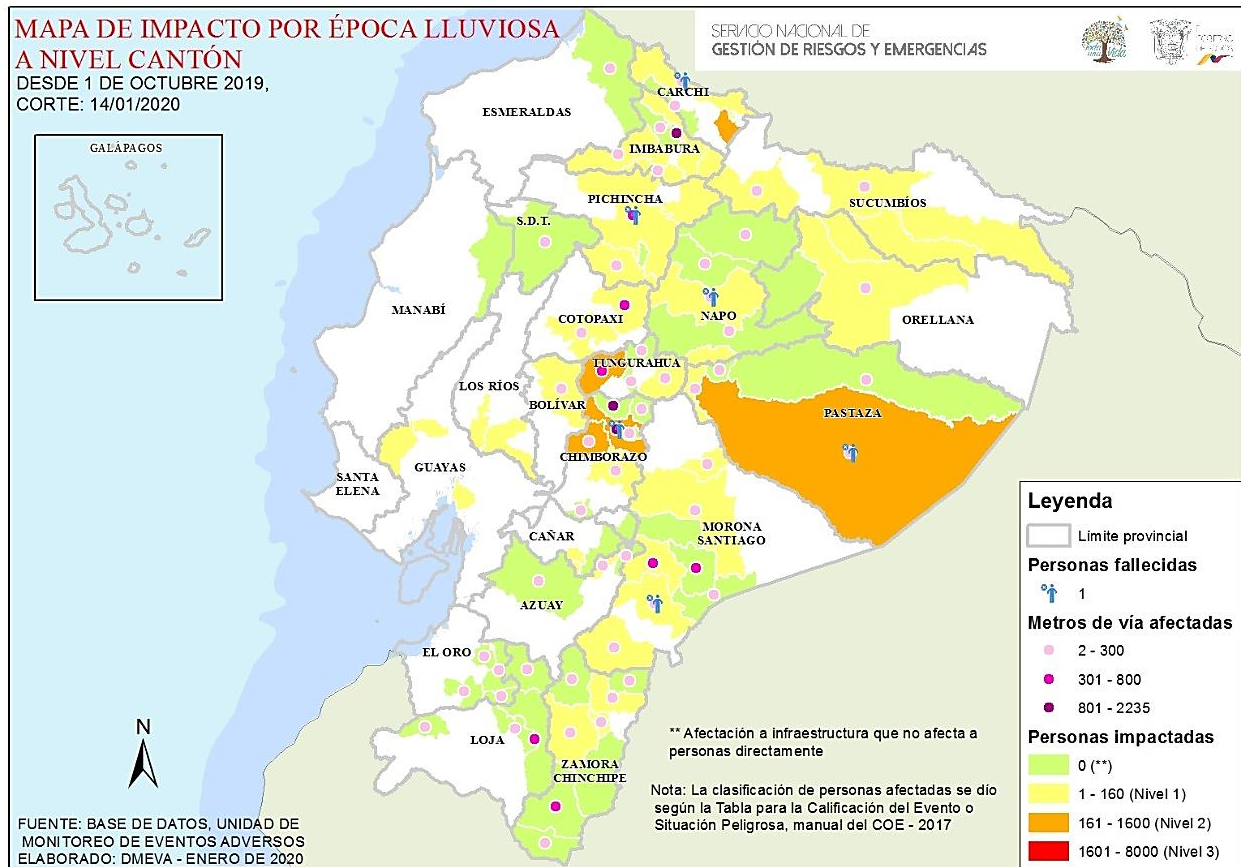 MAPA DE IMPACTO POR ÉPOCA LLUVIOSA
A NIVEL CANTÓN
DESDE 1 DE OCTUBRE 2019,
CORTE: 14/01/2020
SERVICIO NACIONAL DE
GESTIÓN DE RIESGOS Y EMERGENCIAS
GALÁPAGOS
ESMERALDAS
CARCHI
IMBABURA
PICHINCHA
SUCUMBÍOS
S.D.T.
MANABÍ
COTOPAXI
NAPO
ORELLANA
TUNGURAHUA
LOS RÍOS
BOLÍVAR
PASTAZA
CHIMBORAZO
GUAYAS
SANTA
ELENA
CAÑAR
MORONA
SANTIAGO
AZUAY
EL ORO
LOJA
ZAMORA
CHINCHIPE
N
Leyenda
Límite provincial
Personas fallecidas
1
Metros de vía afectadas
2 - 300
301 - 800
801 - 2235
Personas impactadas
0 (**)
1 - 160 (Nivel 1)
161 - 1600 (Nivel 2)
1601 - 8000 (Nivel 3)
** Afectación a infraestructura que no afecta a
personas directamente
Nota: La clasificación de personas afectadas se dío
según la Tabla para la Calificación del Evento o
Situación Peligrosa, manual del COE - 2017
FUENTE: BASE DE DATOS, UNIDAD DE
MONITOREO DE EVENTOS ADVERSOS
ELABORADO: DMEVA - ENERO DE 2020